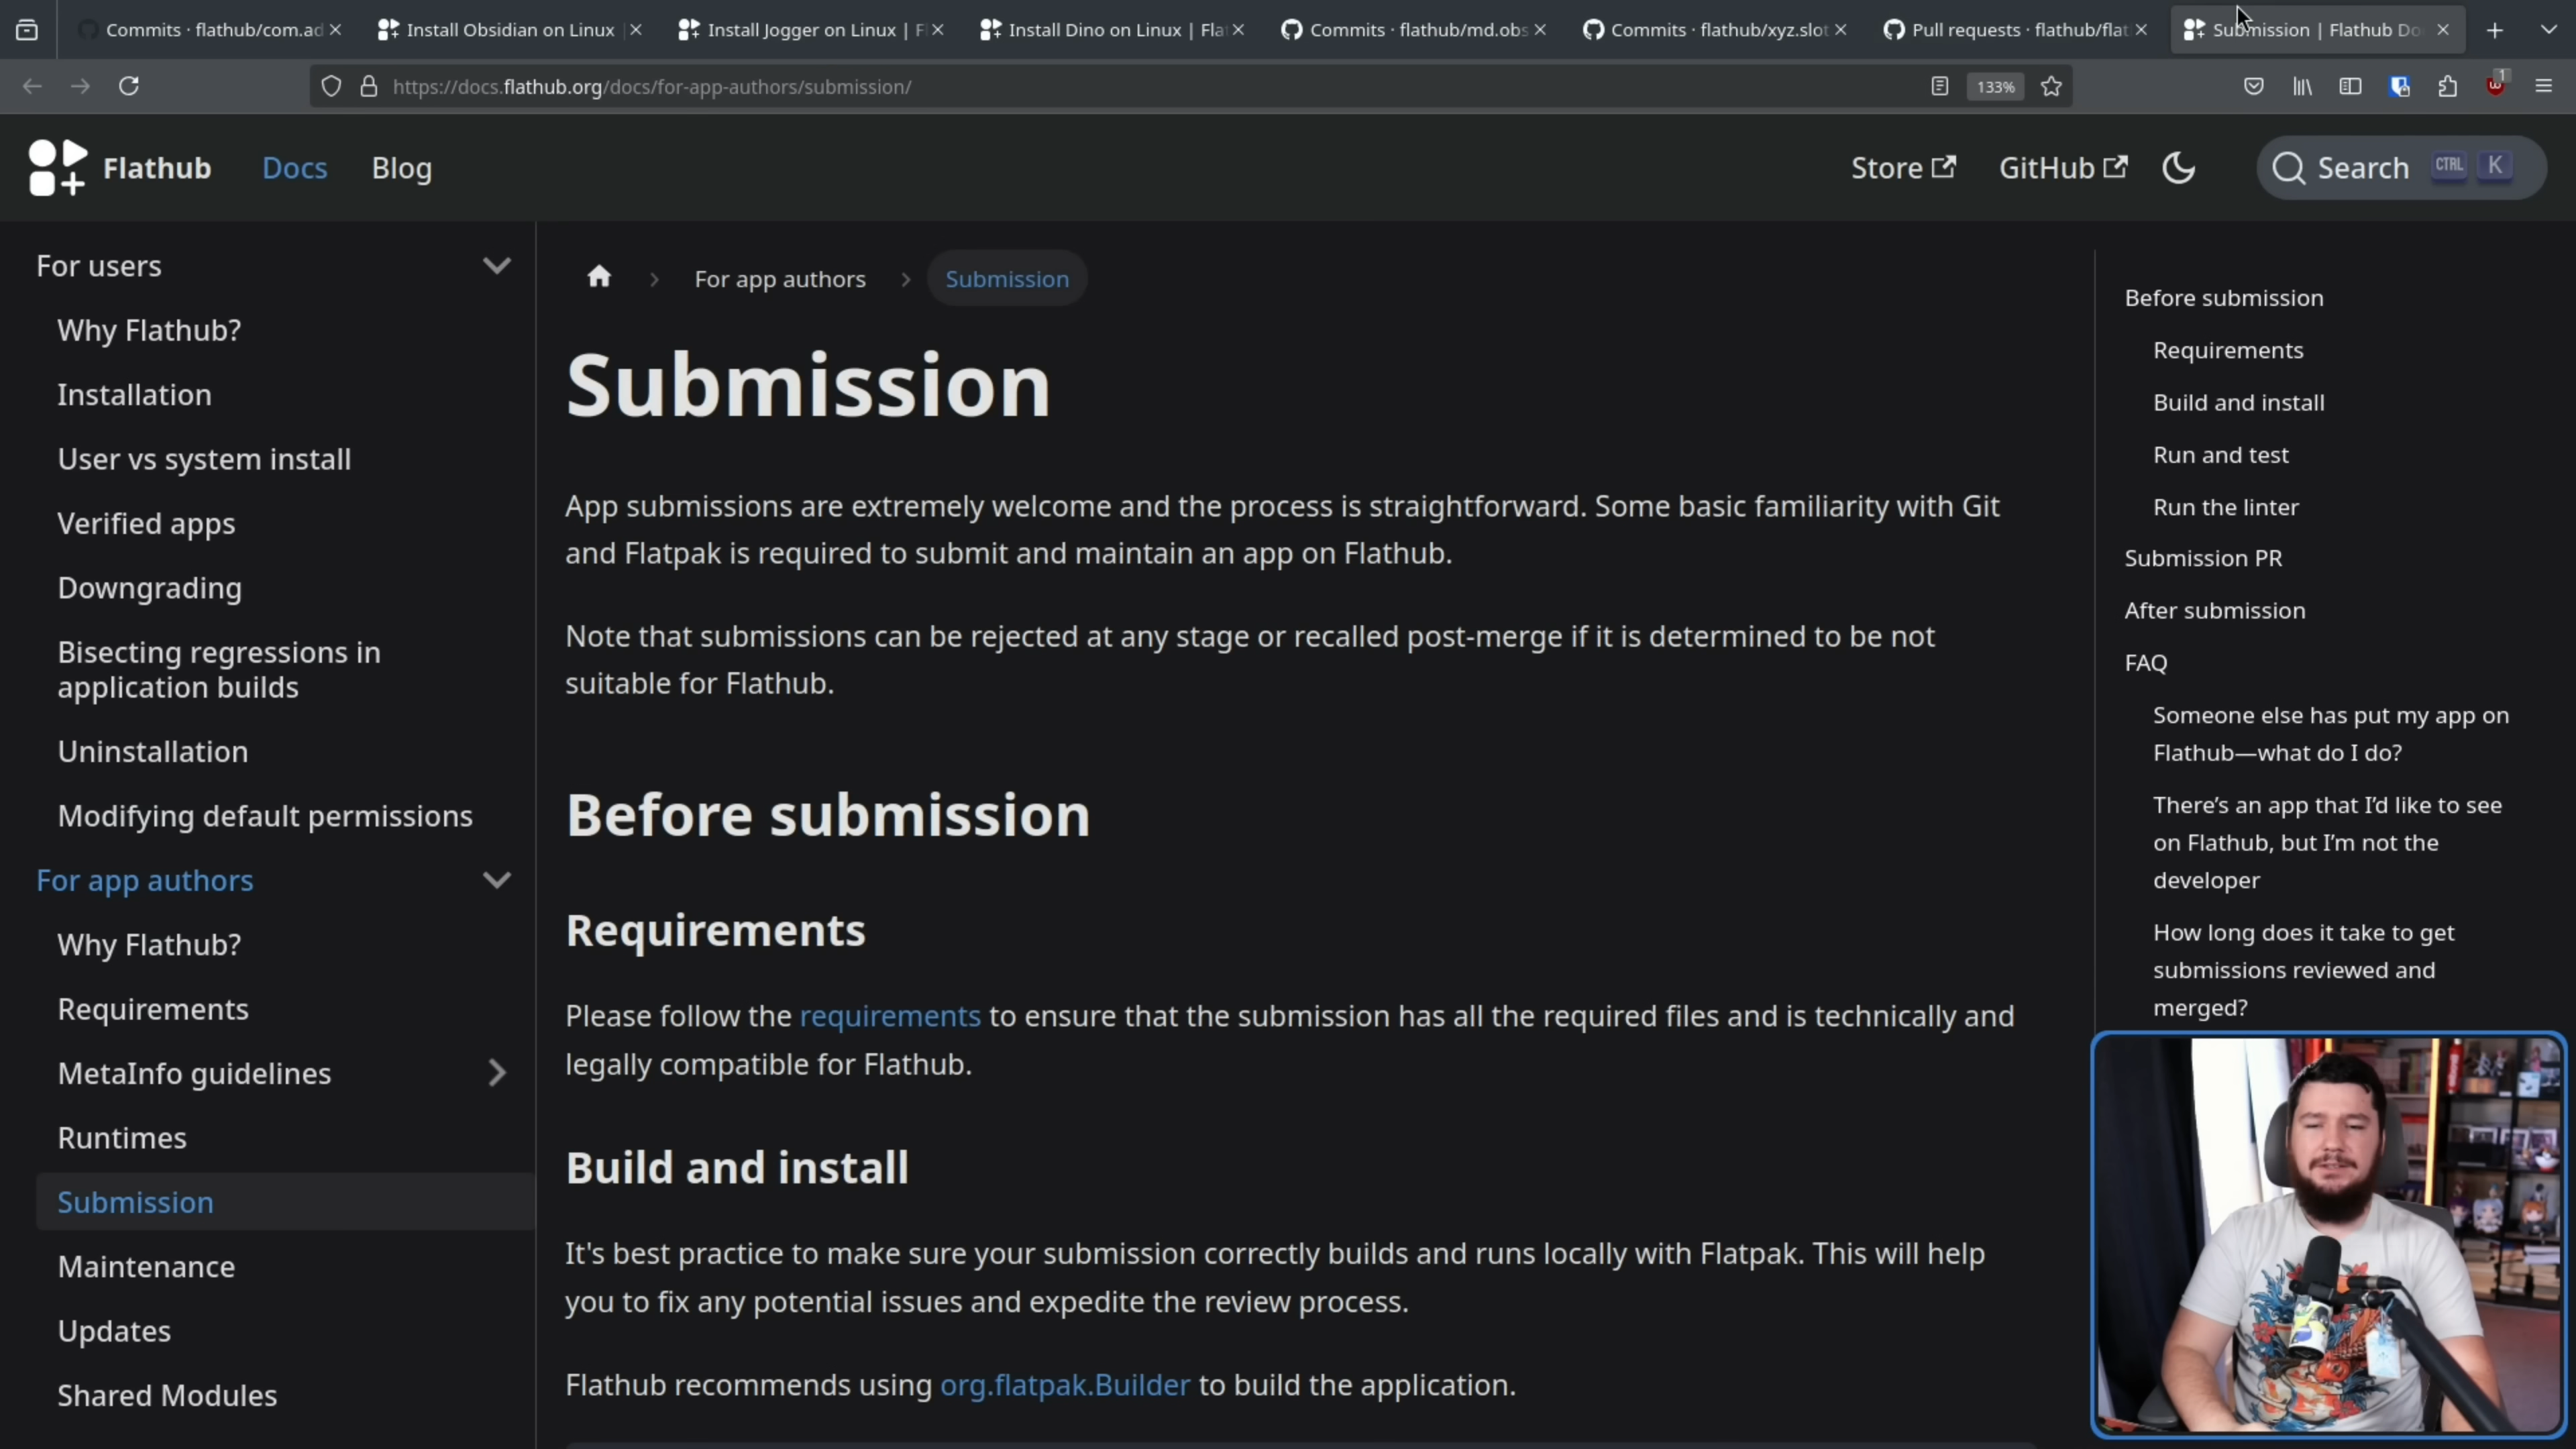 Commits · flathub/com.ad
Install Obsidian on Linux |
Install Jogger on Linux | F
Install Dino on Linux | Fla
Commits · flathub/md.obs
Commits · flathub/xyz.slot
Pull requests · flathub/flat
Submission | Flathub Do
https://docs.flathub.org/docs/for-app-authors/submission/
133%
1
Flathub
Docs
Blog
Store
GitHub
Search
CTRL
K
For users
Why Flathub?
Installation
User vs system install
Verified apps
Downgrading
Bisecting regressions in
application builds
Uninstallation
Modifying default permissions
For app authors
Why Flathub?
Requirements
MetaInfo guidelines
Runtimes
Submission
Maintenance
Updates
Shared Modules
For app authors
Submission
Submission
App submissions are extremely welcome and the process is straightforward. Some basic familiarity with Git
and Flatpak is required to submit and maintain an app on Flathub.
Note that submissions can be rejected at any stage or recalled post-merge if it is determined to be not
suitable for Flathub.
Before submission
Requirements
Please follow the requirements to ensure that the submission has all the required files and is technically and
legally compatible for Flathub.
Build and install
It's best practice to make sure your submission correctly builds and runs locally with Flatpak. This will help
you to fix any potential issues and expedite the review process.
Flathub recommends using org.flatpak.Builder to build the application.
Before submission
Requirements
Build and install
Run and test
Run the linter
Submission PR
After submission
FAQ
Someone else has put my app on
Flathub—what do I do?
There’s an app that I’d like to see
on Flathub, but I’m not the
developer
How long does it take to get
submissions reviewed and
merged?